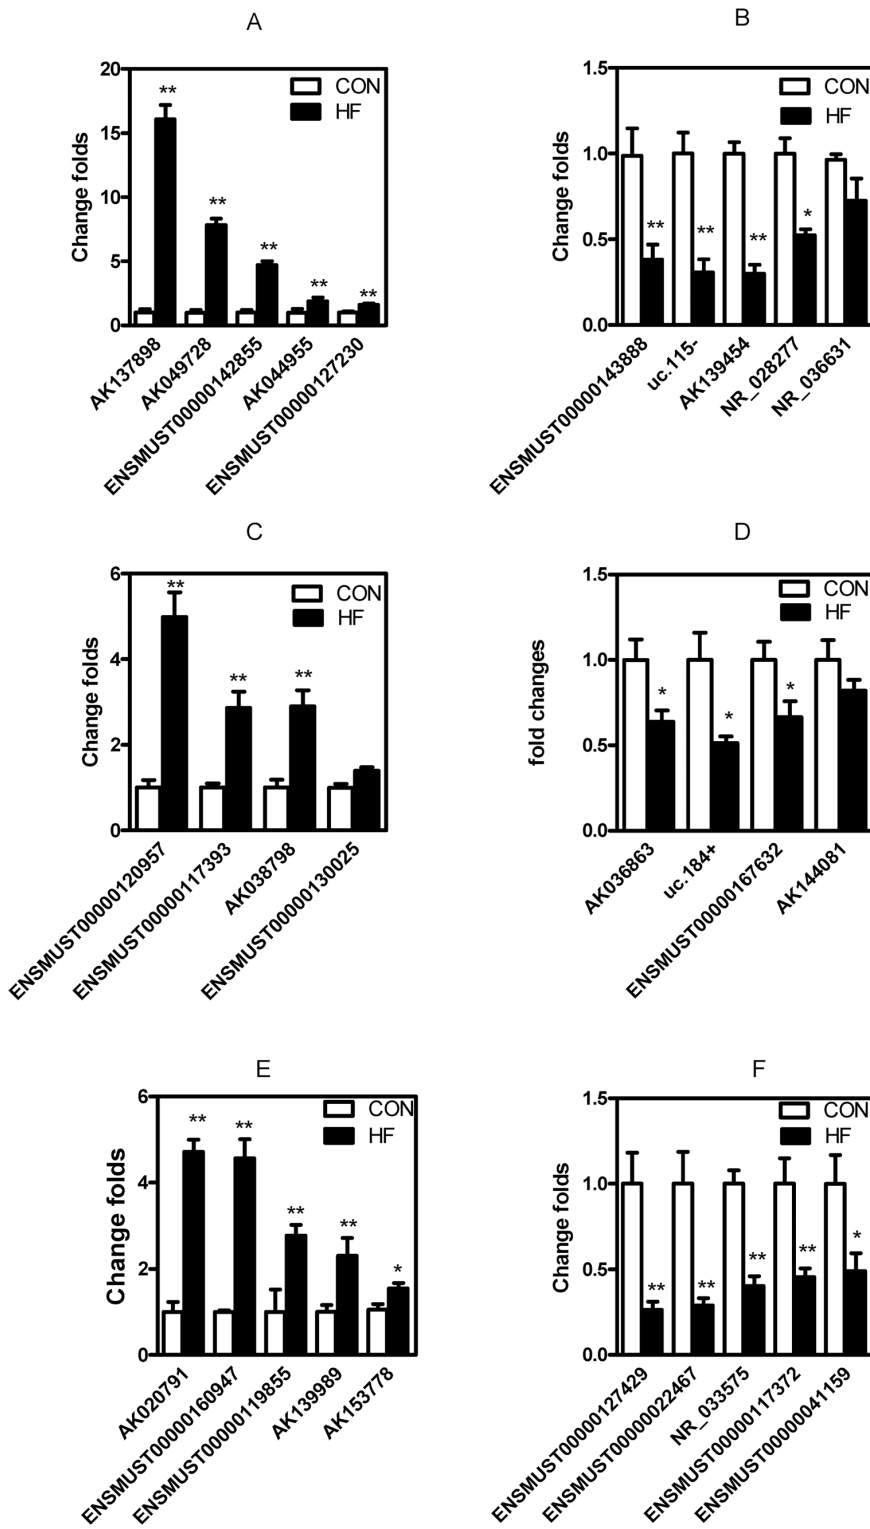 A
Change folds
20
15
10
5
0
CON
HF
**
**
**
**
**
AK137898
AK049728
ENSMUST00000142855
AK044955
ENSMUST00000127230
B
Change folds
1.5
1.0
0.5
0.0
CON
HF
**
**
**
*
ENSMUST00000143888
uc.115-
AK139454
NR_028277
NR_036631
C
Change folds
6
4
2
0
CON
HF
**
**
**
ENSMUST00000120957
ENSMUST00000117393
AK038798
ENSMUST00000130025
D
fold changes
1.5
1.0
0.5
0.0
CON
HF
*
*
*
AK036863
uc.184+
ENSMUST00000167632
AK144081
E
Change folds
6
4
2
0
CON
HF
**
**
**
**
*
AK020791
ENSMUST00000160947
ENSMUST00000119855
AK139989
AK153778
F
Change folds
1.5
1.0
0.5
0.0
CON
HF
**
**
**
**
*
ENSMUST00000127429
ENSMUST00000022467
NR_033575
ENSMUST00000117372
ENSMUST00000041159